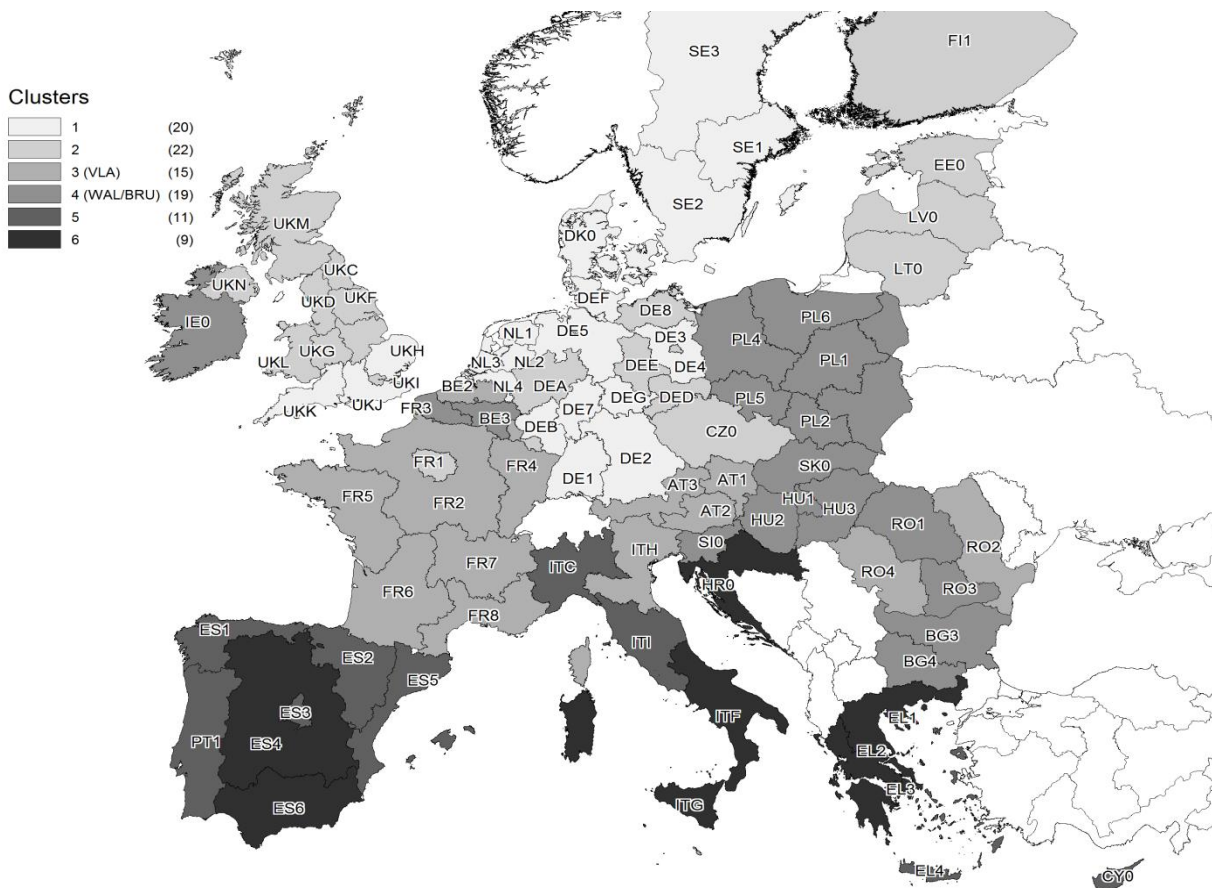 SE3
FI1
Clusters
1 (20)
2 (22)
3 (VLA) (15)
4 (WAL/BRU) (19)
5 (11)
6 (9)
SE1
EE0
SE2
LV0
UKM
DK0
LT0
UKC
UKN
UKD
UKF
DEF
DE8
IE0
PL6
NL1
DE5
DE3
PL4
UKG
UKH
PL1
UKL
NL3
NL2
DEE
DE4
UKI
BE2
NL4
DEA
UKK
UKJ
FR3
BE3
DE7
DEG
DED
PL5
PL2
DEB
CZ0
FR1
FR4
DE2
DE1
SK0
AT3
AT1
FR5
FR2
HU1
HU3
AT2
HU2
RO1
RO2
ITH
SI0
FR7
ITC
HR0
RO4
FR6
RO3
FR8
ES1
ITI
BG3
ES2
BG4
ES5
ES3
ITF
EL1
PT1
ES4
EL2
EL3
ES6
ITG
EL4
CY0